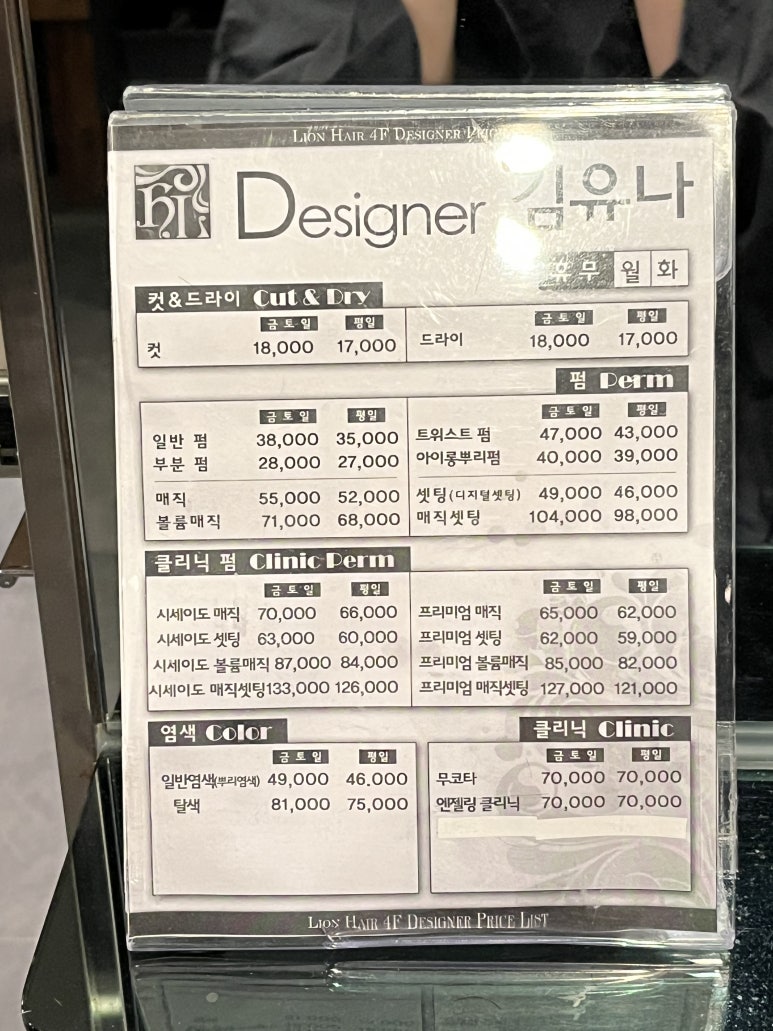 LION HAIR 4F DESIGNER
Designer 김유나
휴무 월 화
컷&드라이 Cut & Dry
금토일 평일
컷 18,000 17,000
금토일 평일
드라이 18,000 17,000
펌 Perm
금토일 평일
일반 펌 38,000 35,000
부분 펌 28,000 27,000
매직 55,000 52,000
볼륨매직 71,000 68,000
금토일 평일
트위스트 펌 47,000 43,000
아이롱뿌리펌 40,000 39,000
셋팅(디지털셋팅) 49,000 46,000
매직셋팅 104,000 98,000
클리닉 펌 Clinic Perm
금토일 평일
시세이도 매직 70,000 66,000
시세이도 셋팅 63,000 60,000
시세이도 볼륨매직 87,000 84,000
시세이도 매직셋팅 133,000 126,000
금토일 평일
프리미엄 매직 65,000 62,000
프리미엄 셋팅 62,000 59,000
프리미엄 볼륨매직 85,000 82,000
프리미엄 매직셋팅 127,000 121,000
염색 Color
금토일 평일
일반염색(뿌리염색) 49,000 46.000
탈색 81,000 75,000
클리닉 Clinic
금토일 평일
무코타 70,000 70,000
엔젤링 클리닉 70,000 70,000
LION HAIR 4F DESIGNER PRICE LIST